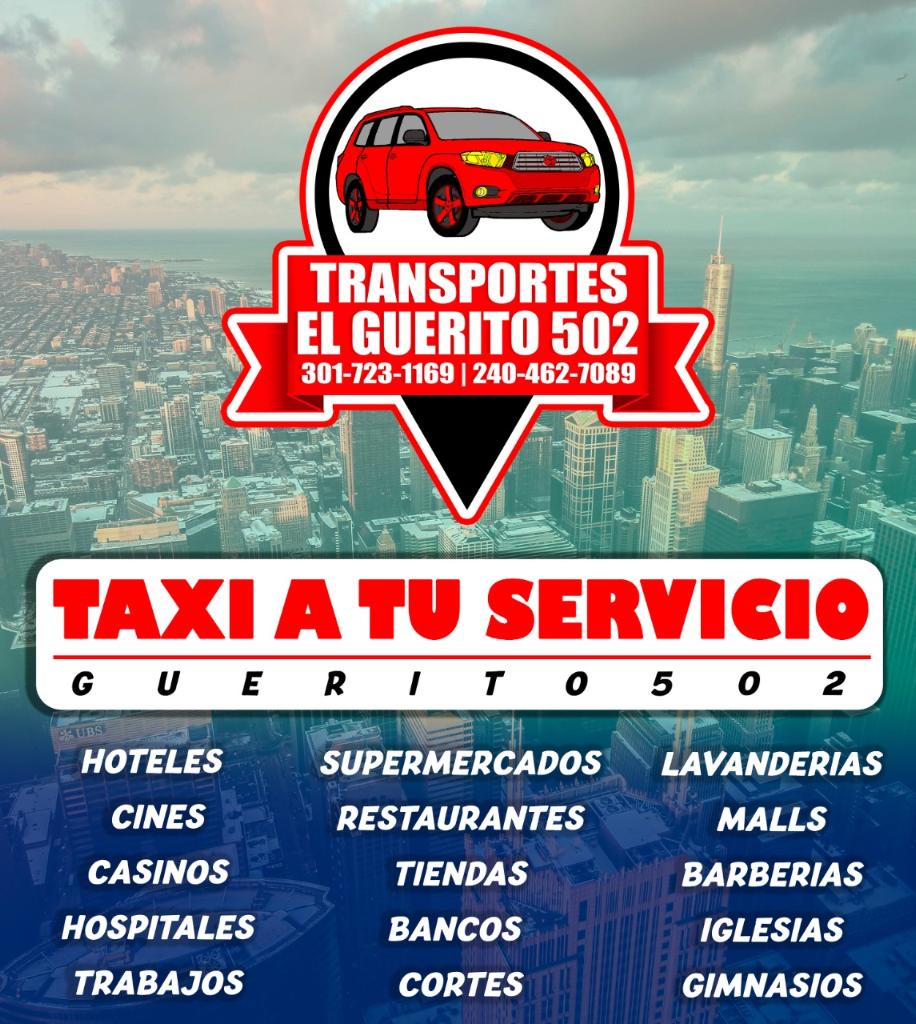 TRANSPORTES
EL GUERITO 502
301-723-1169 | 240-462-7089
TAXI A TU SERVICIO
GUERITO502
UBS
HOTELES SUPERMERCADOS LAVANDERIAS
CINES RESTAURANTES MALLS
CASINOS TIENDAS BARBERIAS
HOSPITALES BANCOS IGLESIAS
TRABAJOS CORTES GIMNASIOS